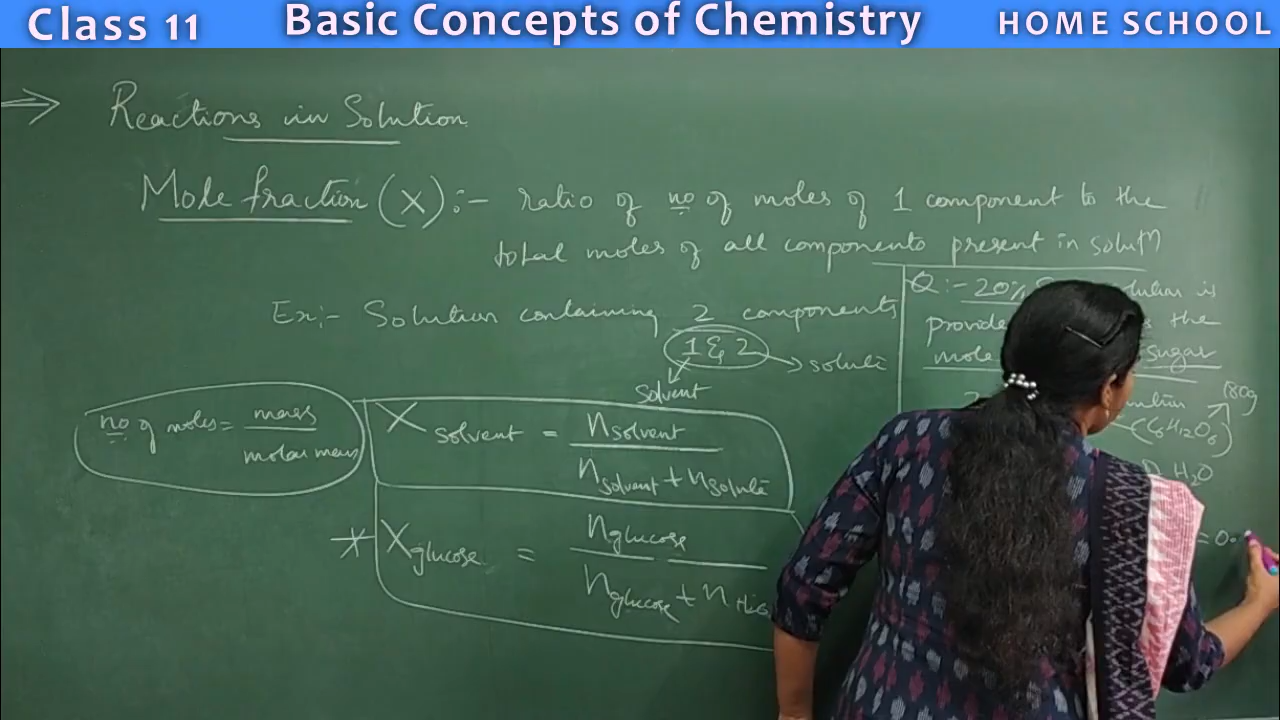 Class 11
Basic Concepts of Chemistry
HOME SCHOOL
→ Reactions in Solution
Mole fraction (X) :- ratio of no of moles of 1 component to the
total moles of all components present in solutn
Ex:- Solution containing 2 components
1 & 2 → solute
solvent
no of moles = mass
molar mass
X solvent = n solvent
n solvent + n solute
* X glucose = n glucose
n glucose + n H2O
Q :- 20%
is
provide the
mole sugar
180g
C6H12O6
H2O
= 0.